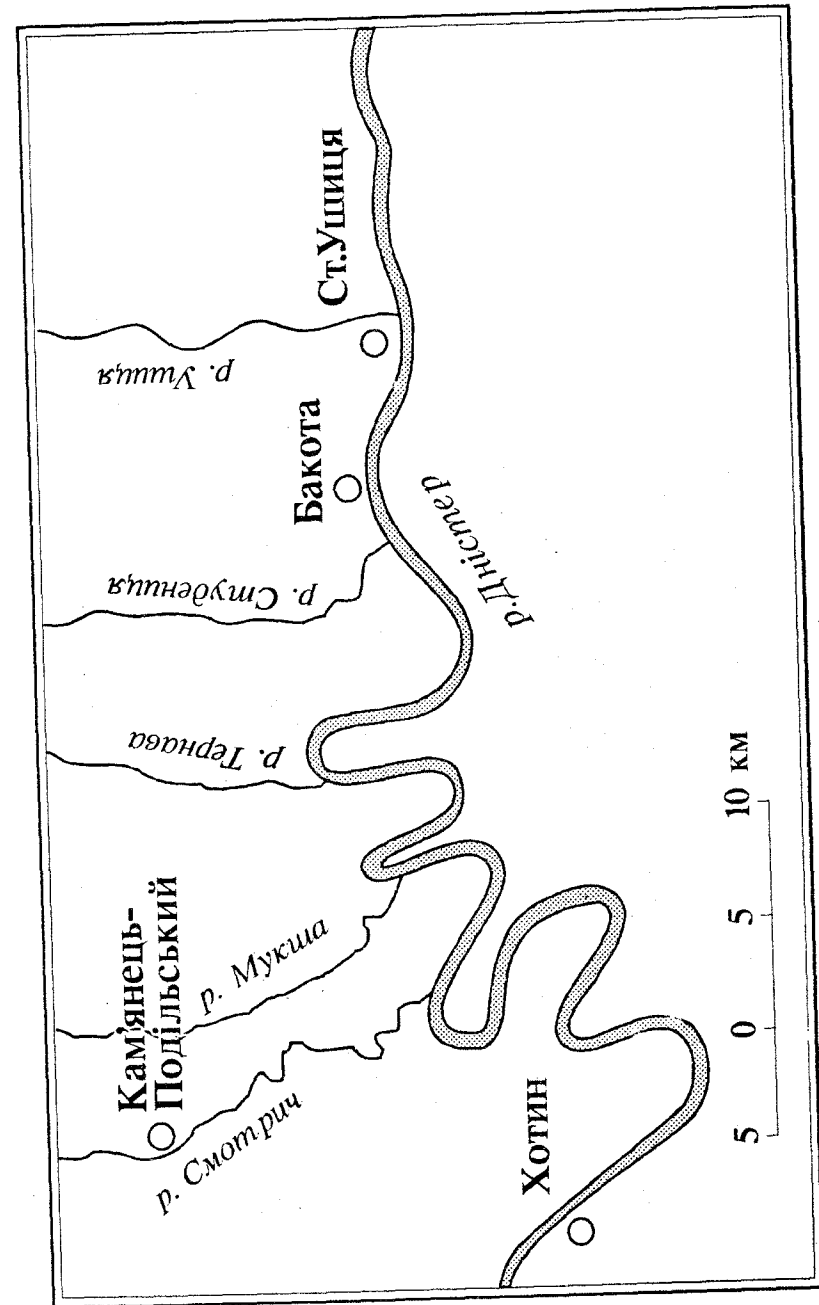 Кам'янець-
Подільський
р. Смотрич
р. Мукша
р. Тернава
р. Студениця
Бакота
р. Ушиця
Ст.Ушиця
р.Дністер
Хотин
5 0 5 10 км